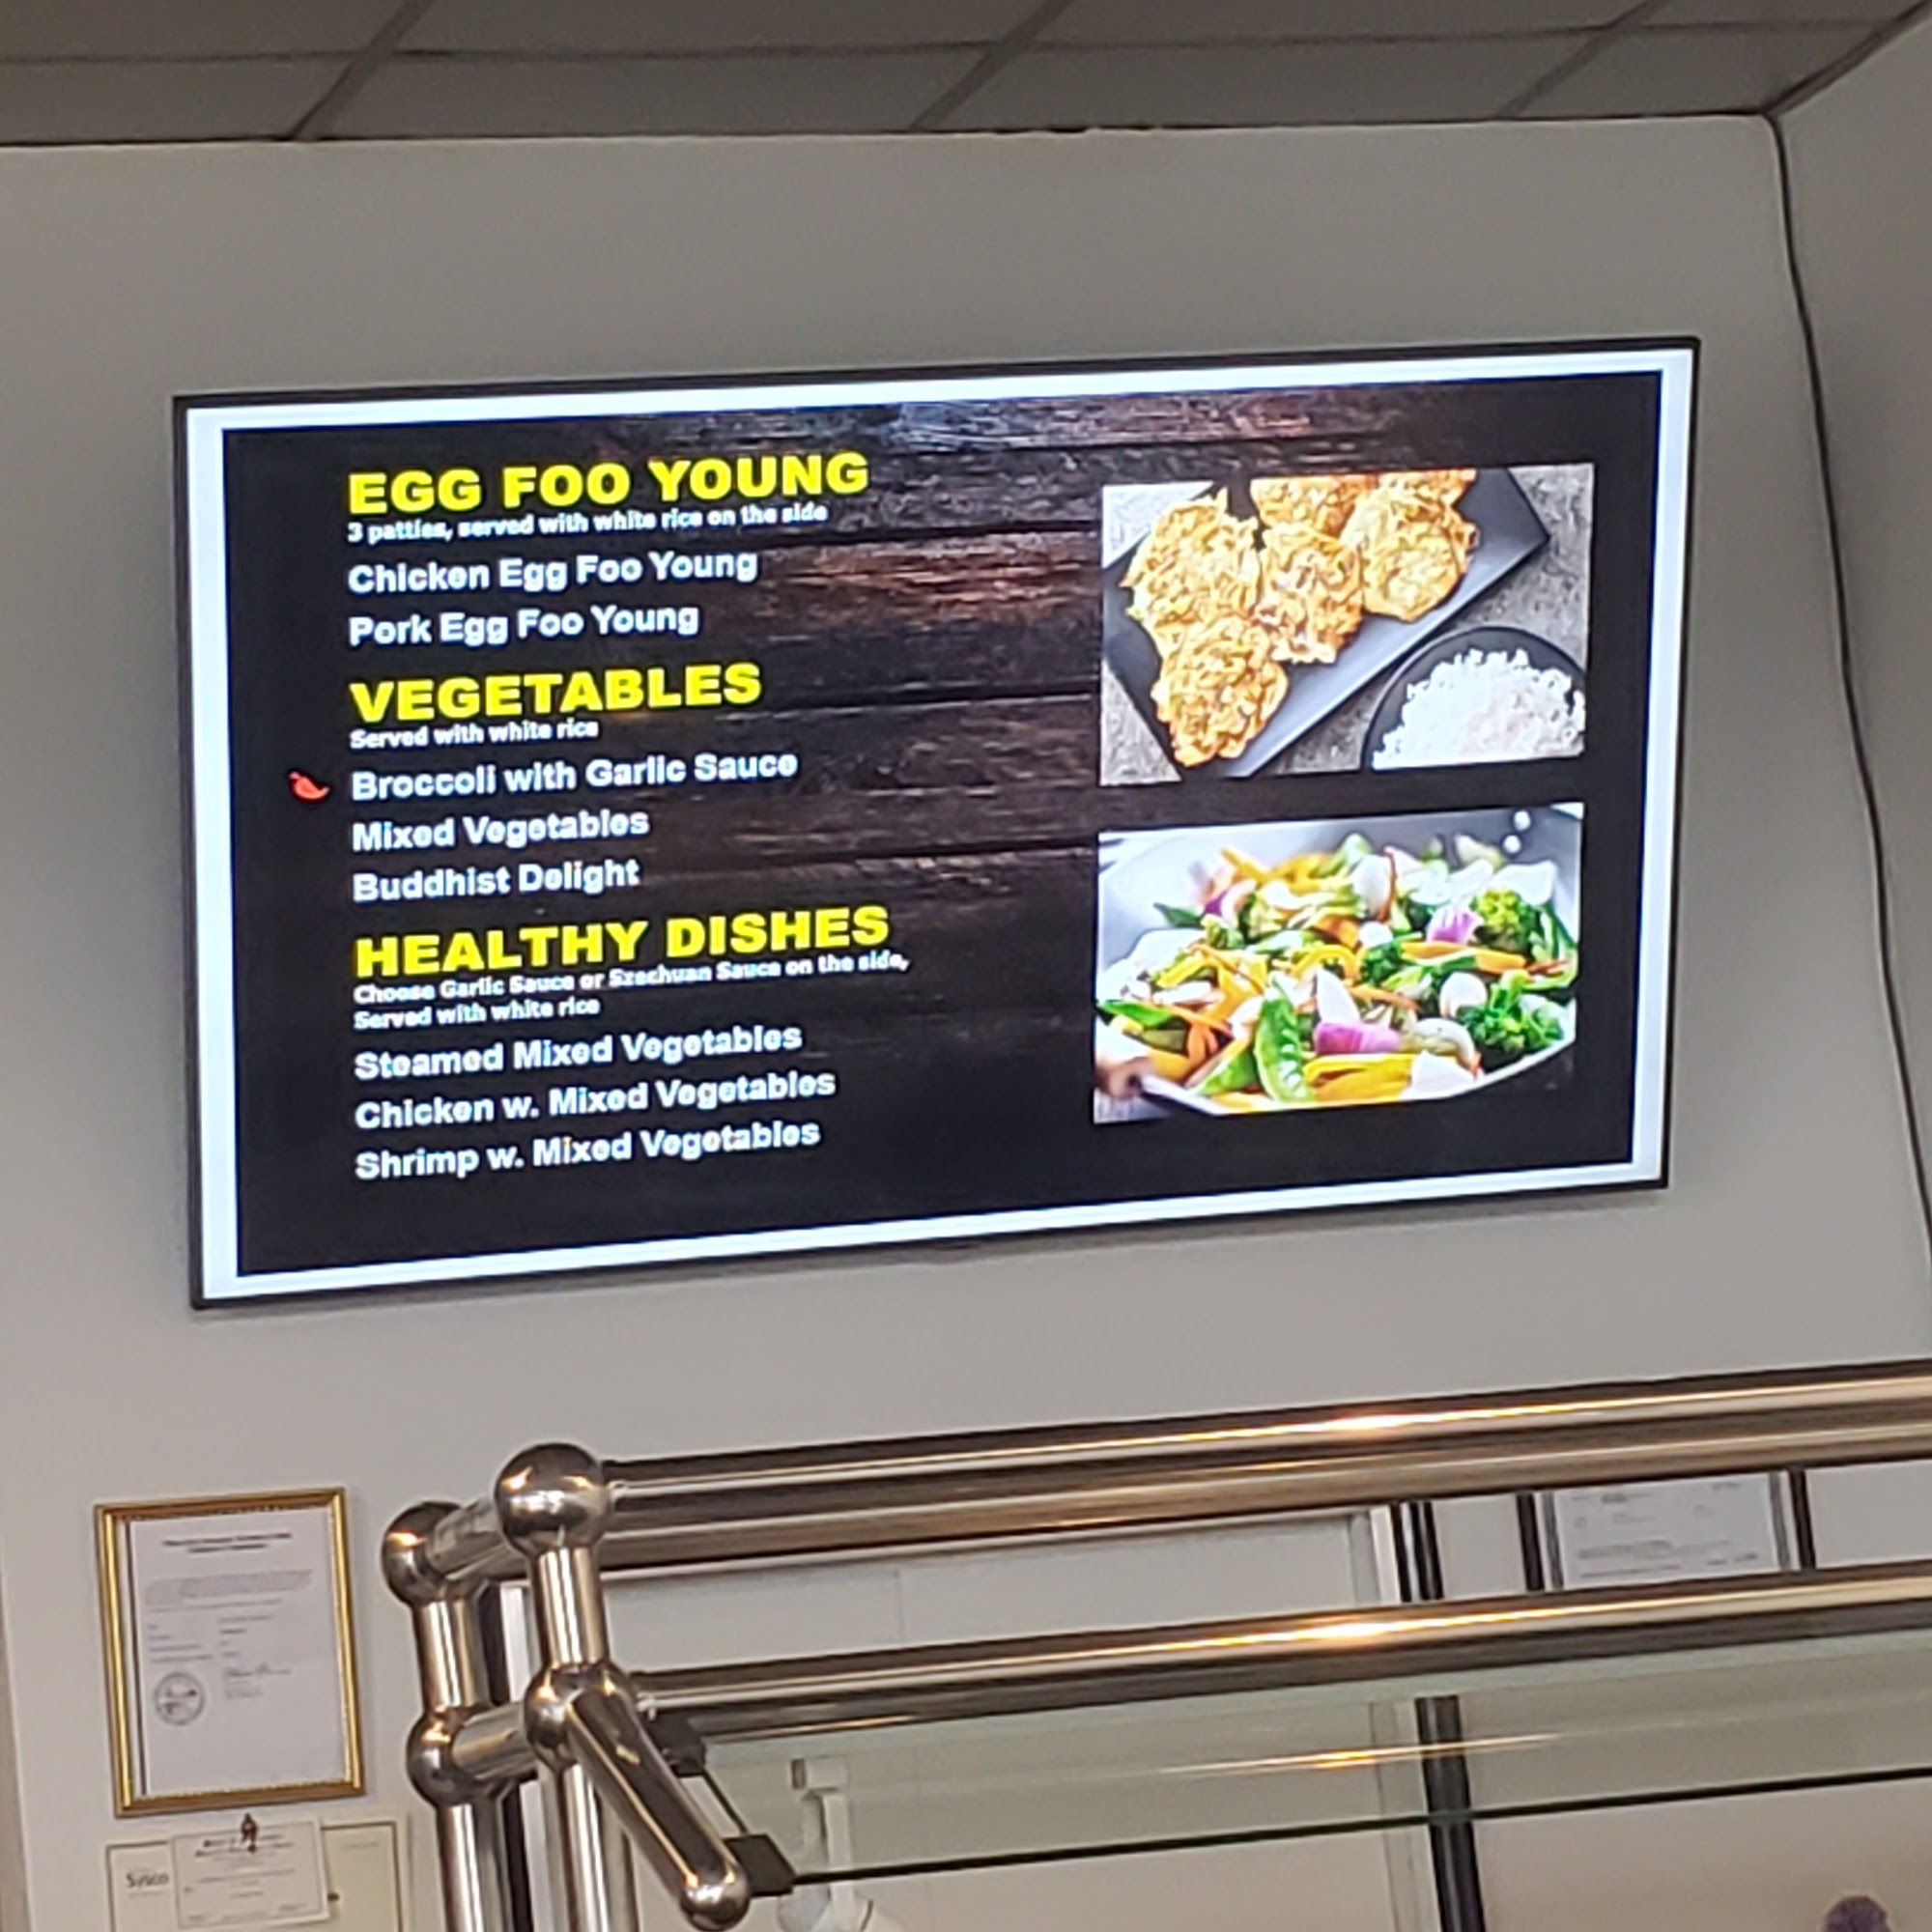 EGG FOO YOUNG
3 patties, served with white rice on the side
Chicken Egg Foo Young
Pork Egg Foo Young
VEGETABLES
Served with white rice
Broccoli with Garlic Sauce
Mixed Vegetables
Buddhist Delight
HEALTHY DISHES
Choose Garlic Sauce or Szechuan Sauce on the side,
Served with white rice
Steamed Mixed Vegetables
Chicken w. Mixed Vegetables
Shrimp w. Mixed Vegetables
Sysco